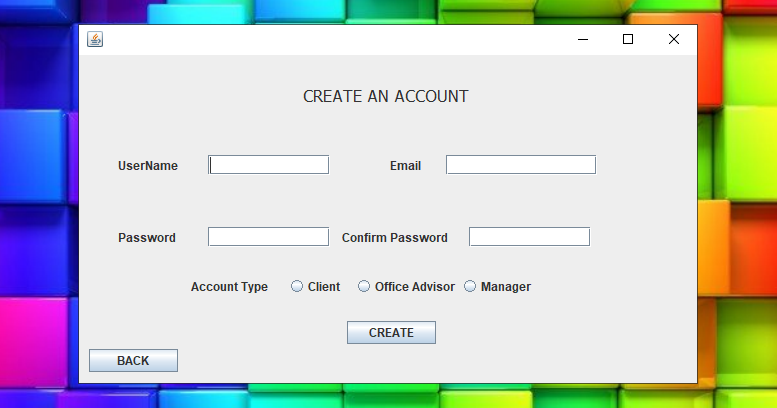 CREATE AN ACCOUNT
UserName Email
Password Confirm Password
Account Type Client Office Advisor Manager
CREATE
BACK